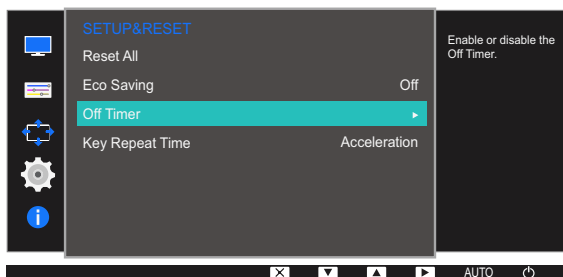 SETUP&RESET
Reset All
Eco Saving Off
Off Timer
Key Repeat Time Acceleration
Enable or disable the
Off Timer.
AUTO